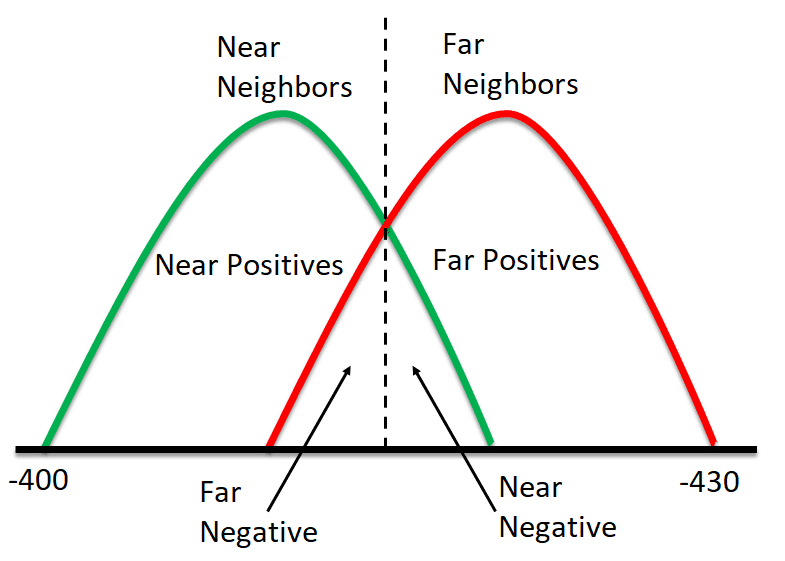 Near
Neighbors
Far
Neighbors
Near Positives
Far Positives
-400
-430
Far
Negative
Near
Negative